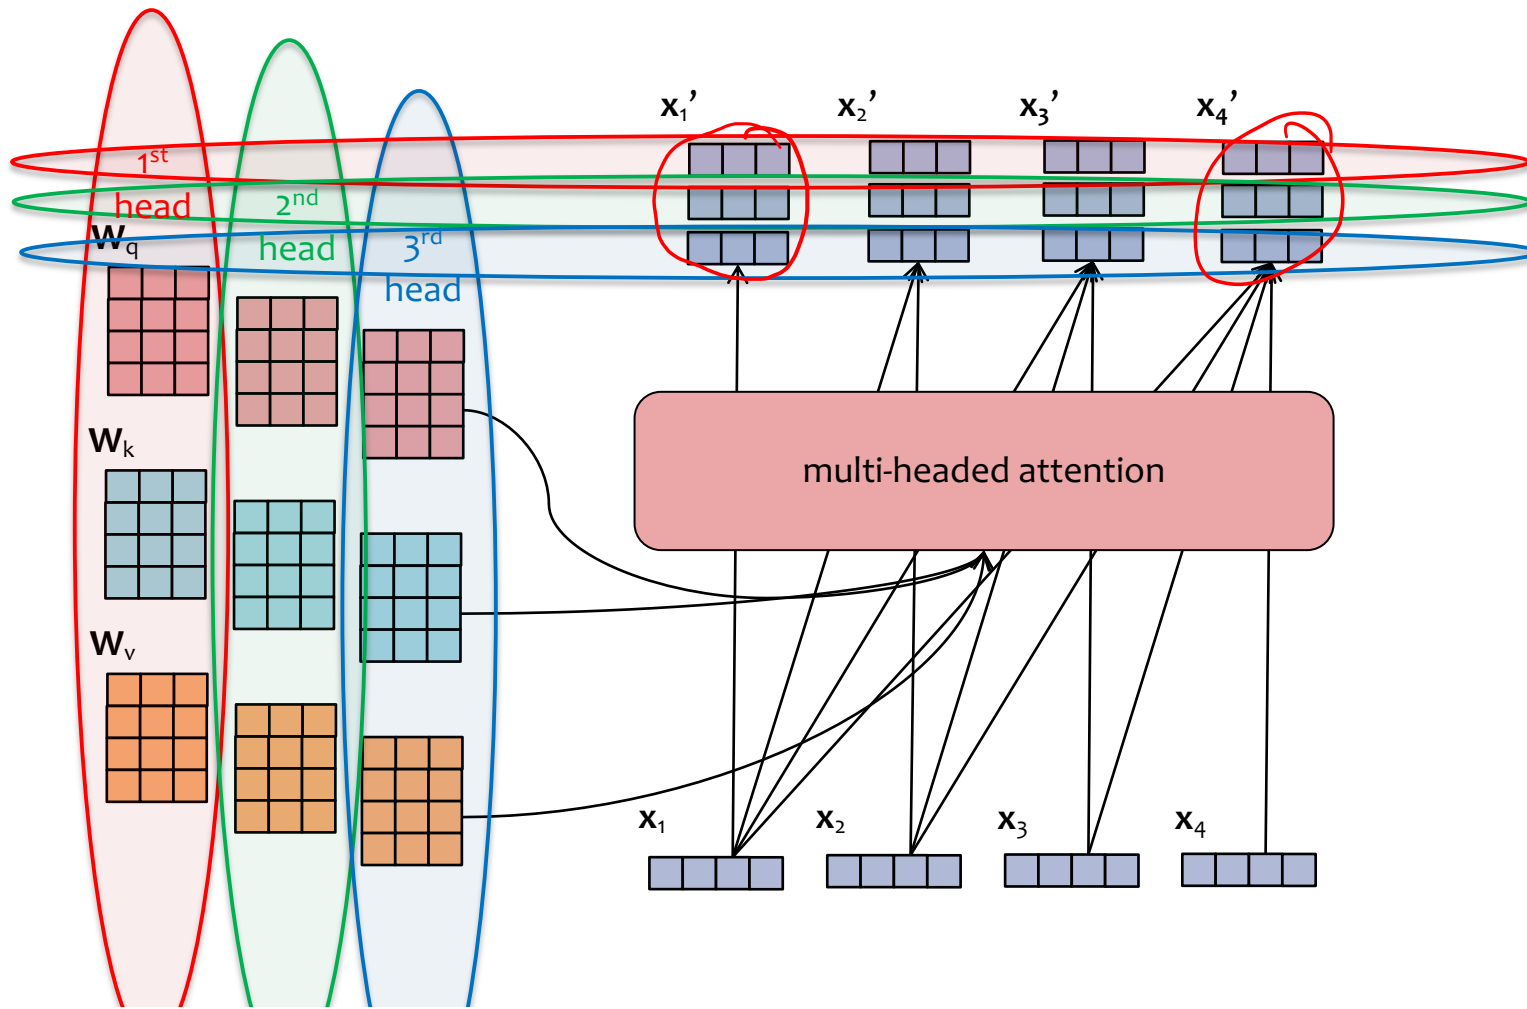 x₁’ x₂’ x₃’ x₄’
1st
head
2nd
head
3rd
head
Wq
Wk
Wv
multi-headed attention
x₁ x₂ x₃ x₄